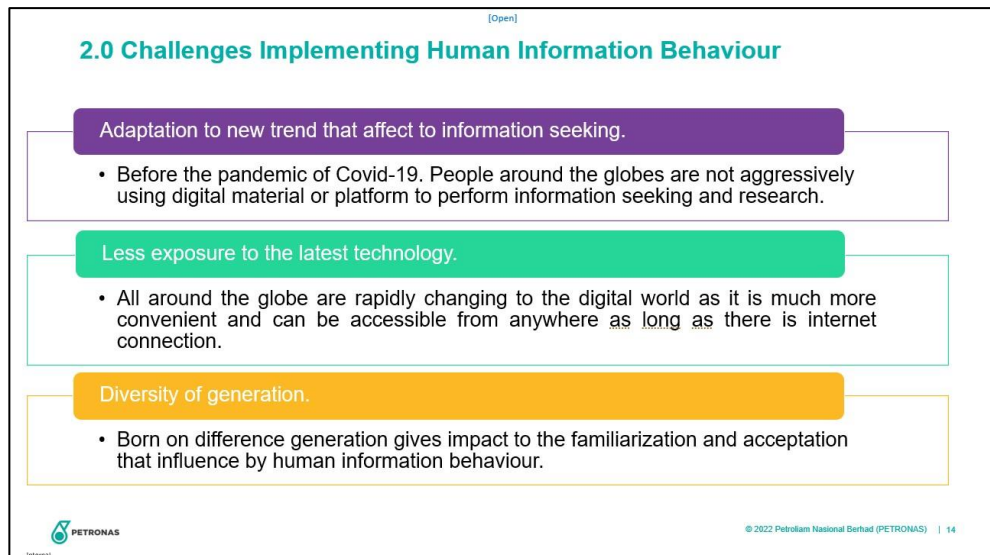 [Open]
2.0 Challenges Implementing Human Information Behaviour
Adaptation to new trend that affect to information seeking.
• Before the pandemic of Covid-19. People around the globes are not aggressively
using digital material or platform to perform information seeking and research.
Less exposure to the latest technology.
• All around the globe are rapidly changing to the digital world as it is much more
convenient and can be accessible from anywhere as long as there is internet
connection.
Diversity of generation.
• Born on difference generation gives impact to the familiarization and acceptation
that influence by human information behaviour.
PETRONAS
© 2022 Petroliam Nasional Berhad (PETRONAS) | 14